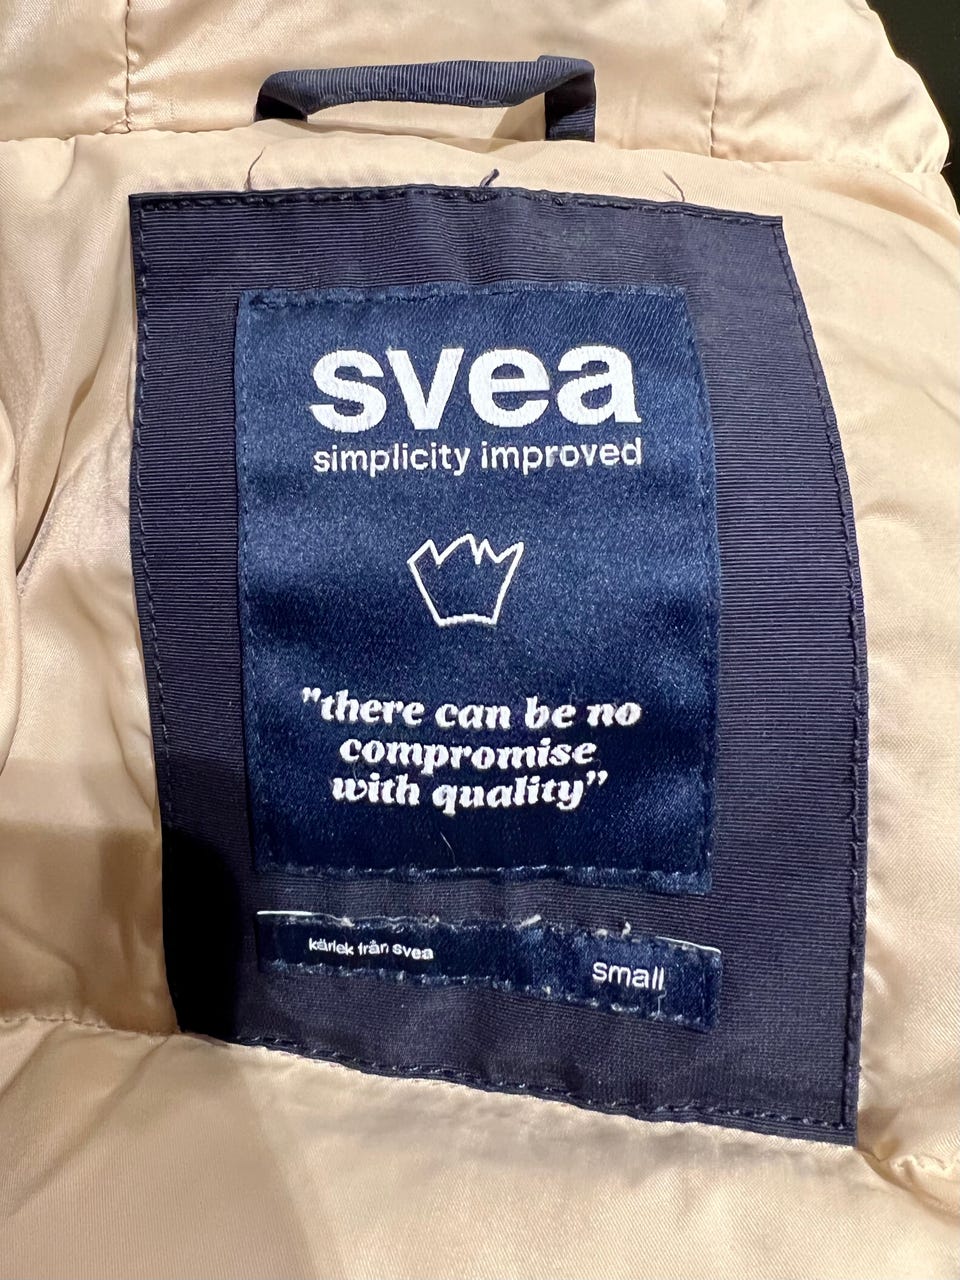 svea
simplicity improved
"there can be no
compromise
with quality"
kärlek från svea
small